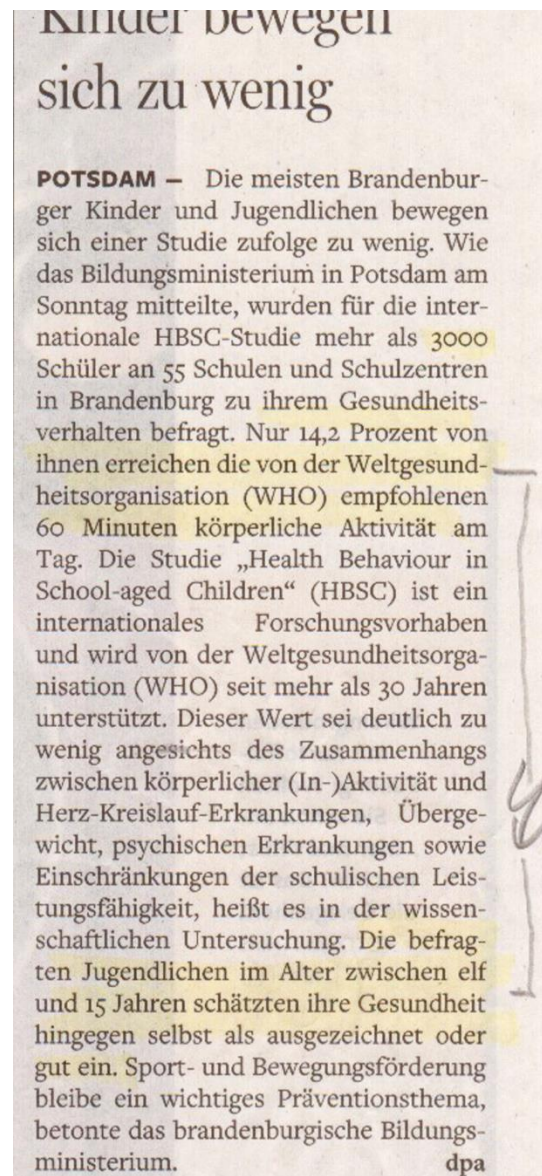 Kinder bewegen
sich zu wenig
POTSDAM – Die meisten Brandenbur-
ger Kinder und Jugendlichen bewegen
sich einer Studie zufolge zu wenig. Wie
das Bildungsministerium in Potsdam am
Sonntag mitteilte, wurden für die inter-
nationale HBSC-Studie mehr als 3000
Schüler an 55 Schulen und Schulzentren
in Brandenburg zu ihrem Gesundheits-
verhalten befragt. Nur 14,2 Prozent von
ihnen erreichen die von der Weltgesund-
heitsorganisation (WHO) empfohlenen
60 Minuten körperliche Aktivität am
Tag. Die Studie „Health Behaviour in
School-aged Children“ (HBSC) ist ein
internationales Forschungsvorhaben
und wird von der Weltgesundheitsorga-
nisation (WHO) seit mehr als 30 Jahren
unterstützt. Dieser Wert sei deutlich zu
wenig angesichts des Zusammenhangs
zwischen körperlicher (In-)Aktivität und
Herz-Kreislauf-Erkrankungen, Überge-
wicht, psychischen Erkrankungen sowie
Einschränkungen der schulischen Leis-
tungsfähigkeit, heißt es in der wissen-
schaftlichen Untersuchung. Die befrag-
ten Jugendlichen im Alter zwischen elf
und 15 Jahren schätzten ihre Gesundheit
hingegen selbst als ausgezeichnet oder
gut ein. Sport- und Bewegungsförderung
bleibe ein wichtiges Präventionsthema,
betonte das brandenburgische Bildungs-
ministerium. dpa